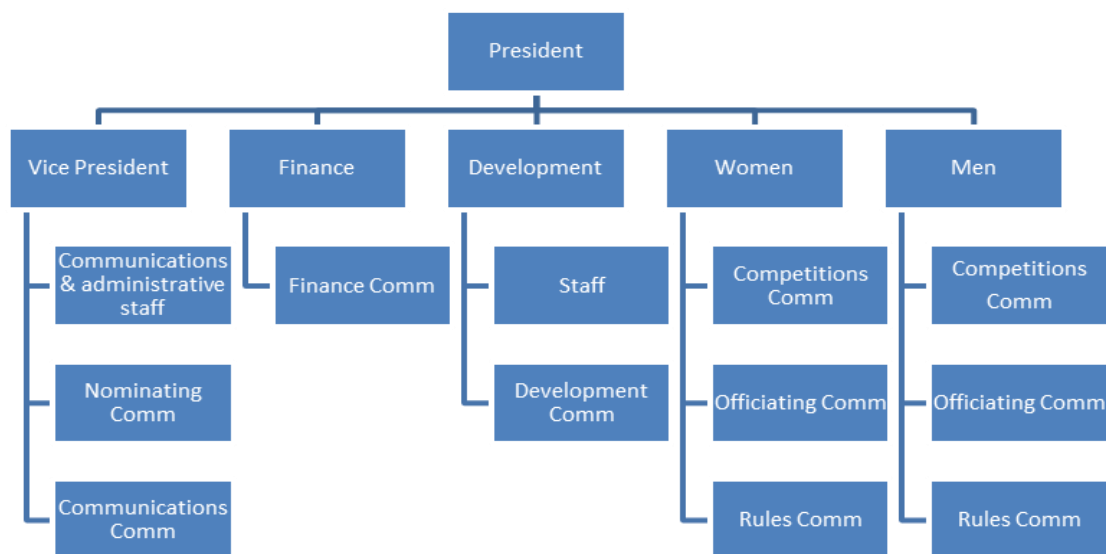 President
Vice President
Finance
Development
Women
Men
Communications
& administrative
staff
Finance Comm
Staff
Competitions
Comm
Competitions
Comm
Nominating
Comm
Development
Comm
Officiating Comm
Officiating Comm
Communications
Comm
Rules Comm
Rules Comm